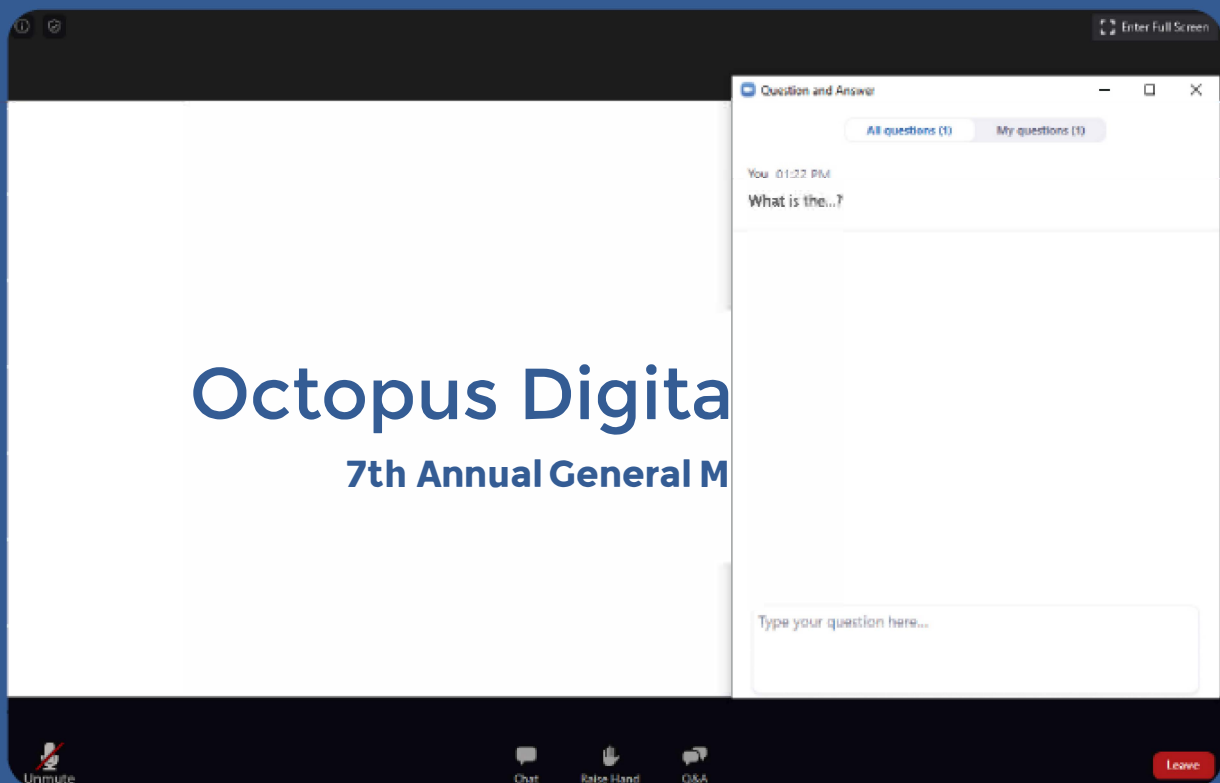 Enter Full Screen
Question and Answer
All questions (1) My questions (1)
You 01:22 PM
What is the...?
Octopus Digita
7th Annual General M
Type your question here...
Unmute
Chat
Raise Hand
Q&A
Leave